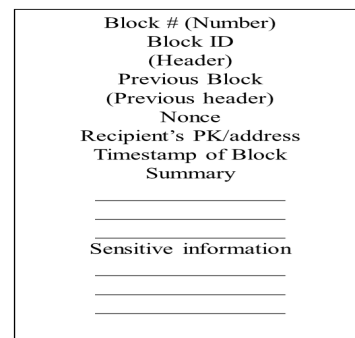 Block # (Number)
Block ID
(Header)
Previous Block
(Previous header)
Nonce
Recipient's PK/address
Timestamp of Block
Summary
Sensitive information